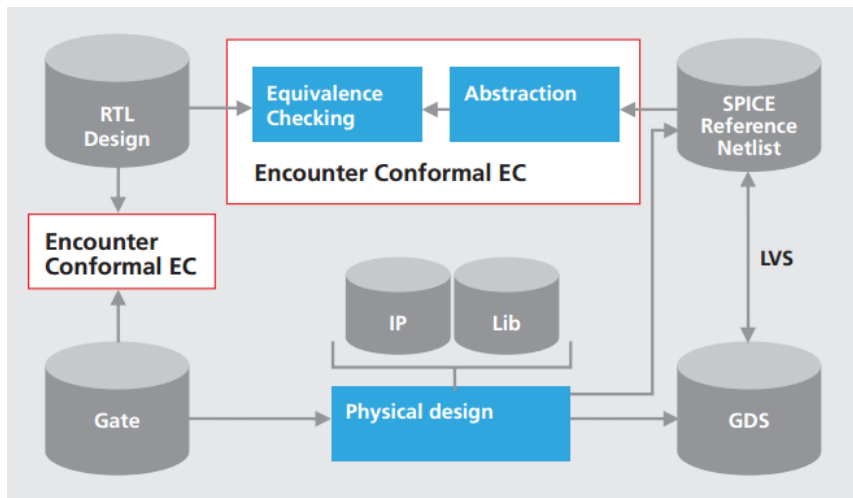 RTL
Design
Equivalence
Checking
Abstraction
Encounter Conformal EC
SPICE
Reference
Netlist
Encounter
Conformal EC
LVS
IP
Lib
Gate
Physical design
GDS